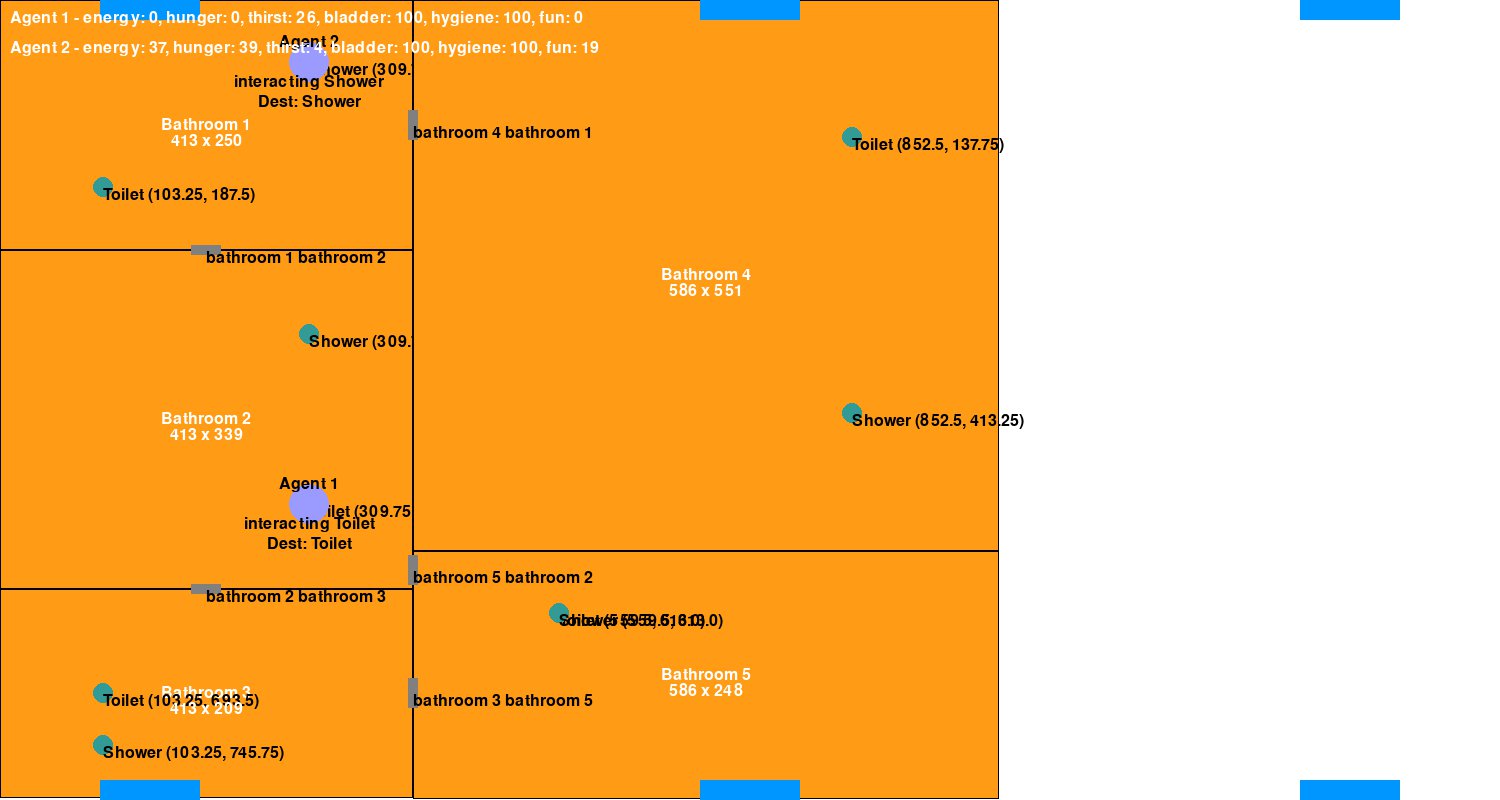 Agent 1 - energy: 0, hunger: 0, thirst: 26, bladder: 100, hygiene: 100, fun: 0
Agent 2
Agent 2 - energy: 37, hunger: 39, thirst: 4, bladder: 100, hygiene: 100, fun: 19
(309.
interacting Shower
Dest: Shower
Bathroom 1
413 x 250
bathroom 4 bathroom 1
Toilet (852.5, 137.75)
Toilet (103.25, 187.5)
bathroom 1 bathroom 2
Bathroom 4
586 x 551
Shower (309.
Bathroom 2
413 x 339
Shower (852.5, 413.25)
Agent 1
(309.75
interacting Toilet
Dest: Toilet
bathroom 5 bathroom 2
bathroom 2 bathroom 3
Bathroom 5
586 x 248
Bathroom 3
413 x 209
Toilet (103.25, 693.5)
bathroom 3 bathroom 5
Shower (103.25, 745.75)